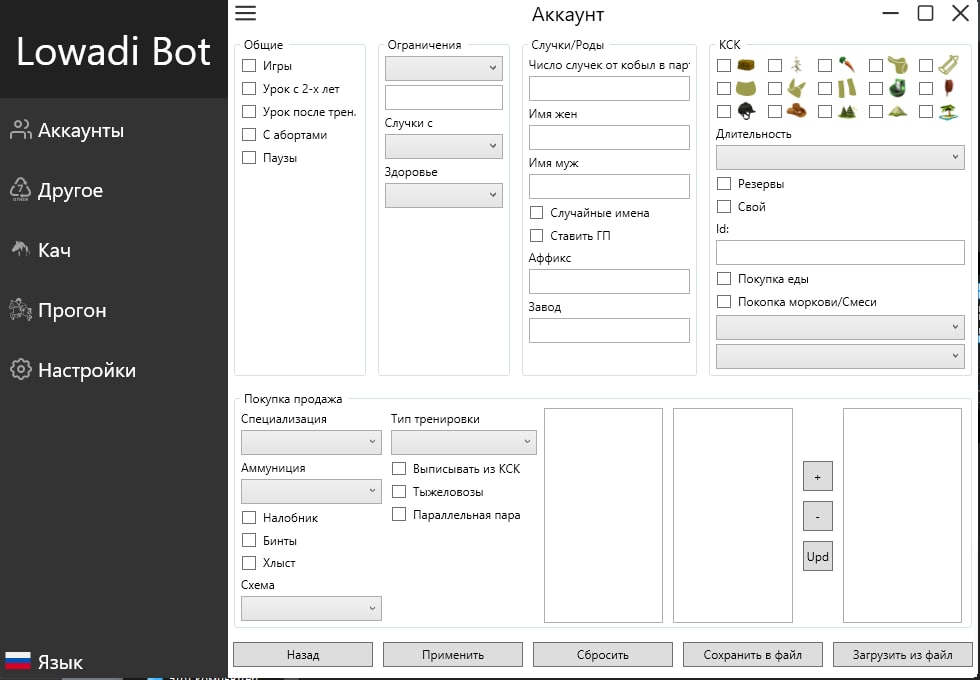 Lowadi Bot
Аккаунты
Другое
Кач
Прогон
Настройки
Язык
Аккаунт
Общие
Игры
Урок с 2-х лет
Урок после трен.
С абортами
Паузы
Ограничения
Случки с
Здоровье
Случки/Роды
Число случек от кобыл в пар
Имя жен
Имя муж
Случайные имена
Ставить ГП
Аффикс
Завод
КСК
Длительность
Резервы
Свой
Id:
Покупка еды
Покопка моркови/Смеси
Покупка продажа
Специализация
Аммуниция
Налобник
Бинты
Хлыст
Схема
Тип тренировки
Выписывать из КСК
Тыжеловозы
Параллельная пара
+
-
Upd
Назад
Применить
Сбросить
Сохранить в файл
Загрузить из файл